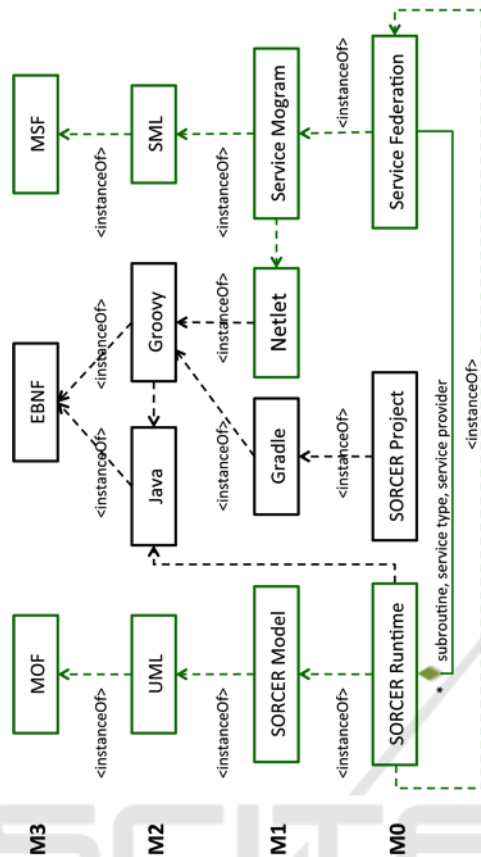 M3
MOF
EBNF
MSF
<instanceOf>
<instanceOf>
<instanceOf>
<instanceOf>
M2
UML
Java
Groovy
SML
<instanceOf>
<instanceOf>
<instanceOf>
<instanceOf>
M1
SORCER Model
Gradle
Netlet
Service Mogram
<instanceOf>
<instanceOf>
<instanceOf>
M0
SORCER Runtime
SORCER Project
Service Federation
* subroutine, service type, service provider
<instanceOf>